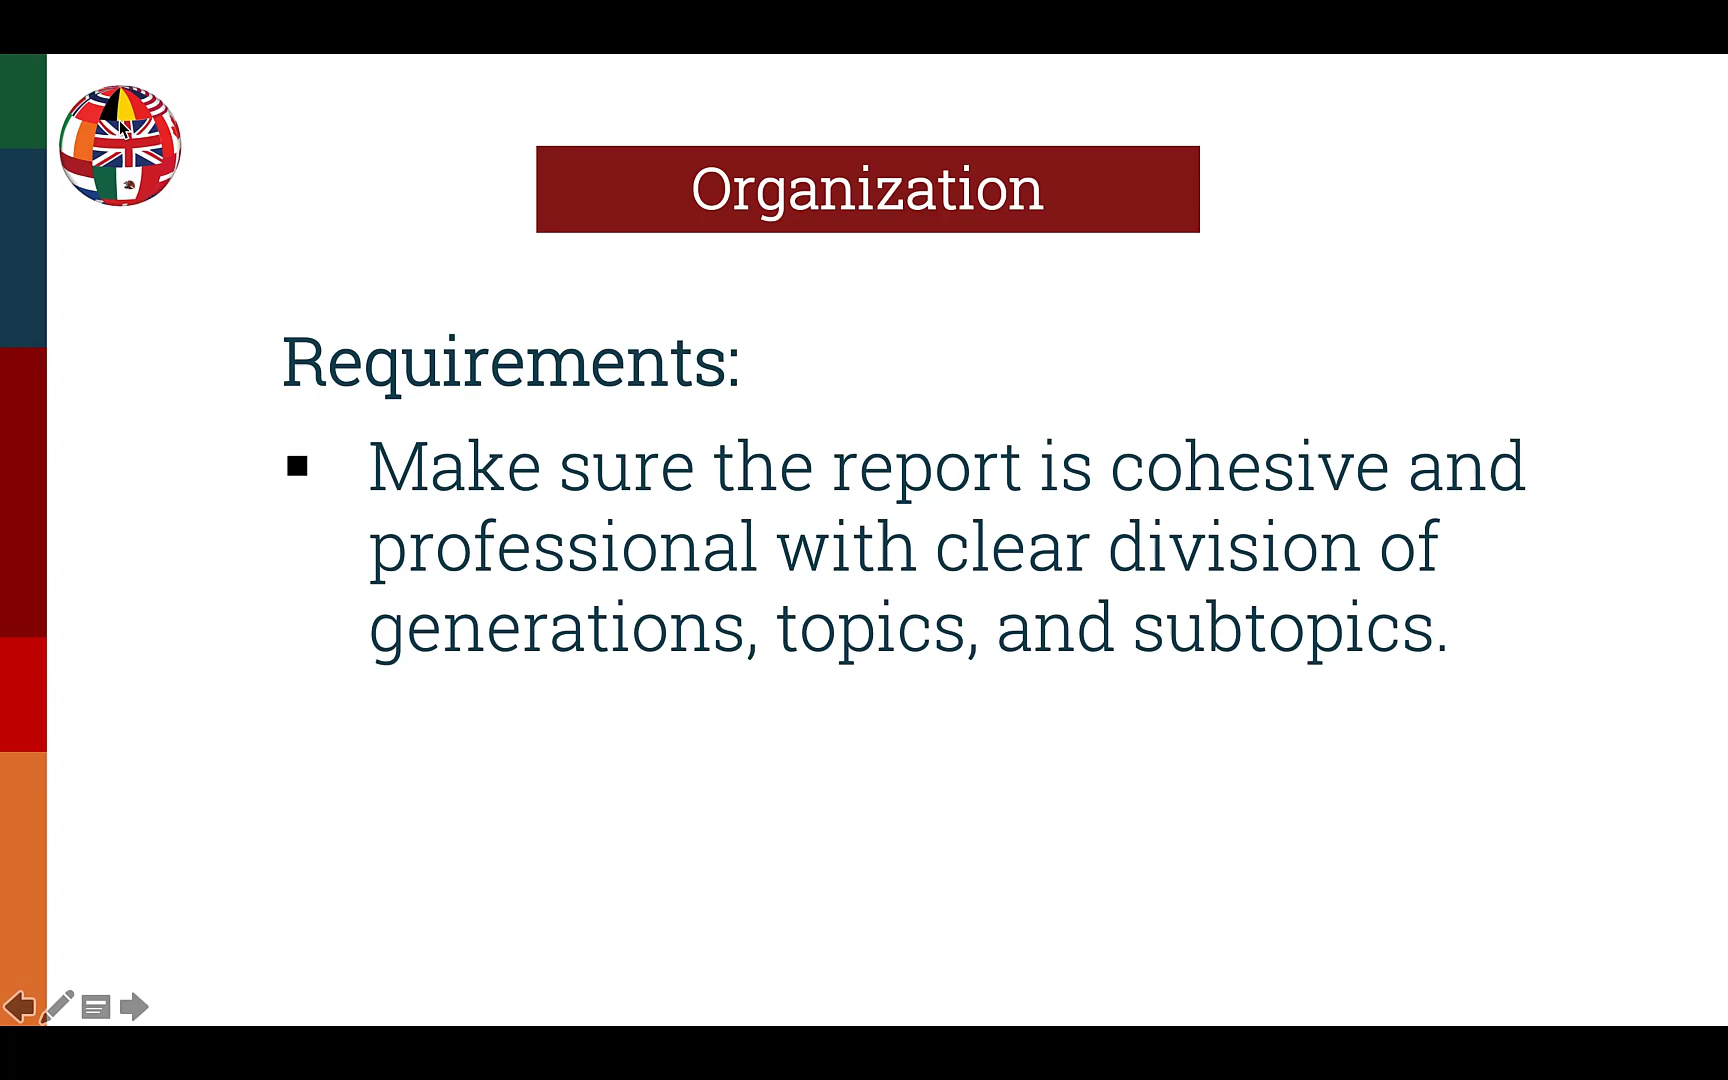 Organization
Requirements:
▪ Make sure the report is cohesive and
professional with clear division of
generations, topics, and subtopics.